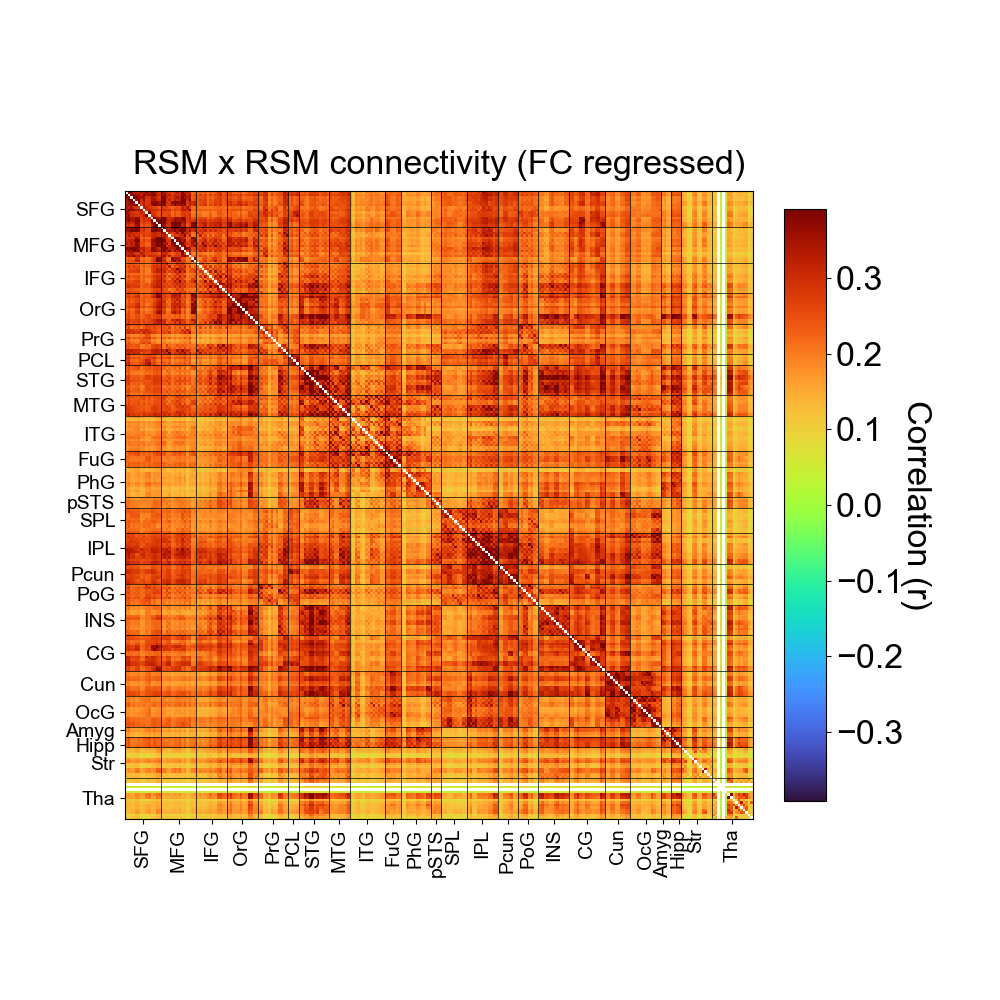 RSM x RSM connectivity (FC regressed)
SFG
MFG
IFG
OrG
PrG
PCL
STG
MTG
ITG
FuG
PhG
pSTS
SPL
IPL
Pcun
PoG
INS
CG
Cun
OcG
Amyg
Hipp
Str
Tha
SFG
MFG
IFG
OrG
PrG
PCL
STG
MTG
ITG
FuG
PhG
pSTS
SPL
IPL
Pcun
PoG
INS
CG
Cun
OcG
Amyg
Hipp
Str
Tha
0.3
0.2
0.1
0.0
−0.1
−0.2
−0.3
Correlation (r)